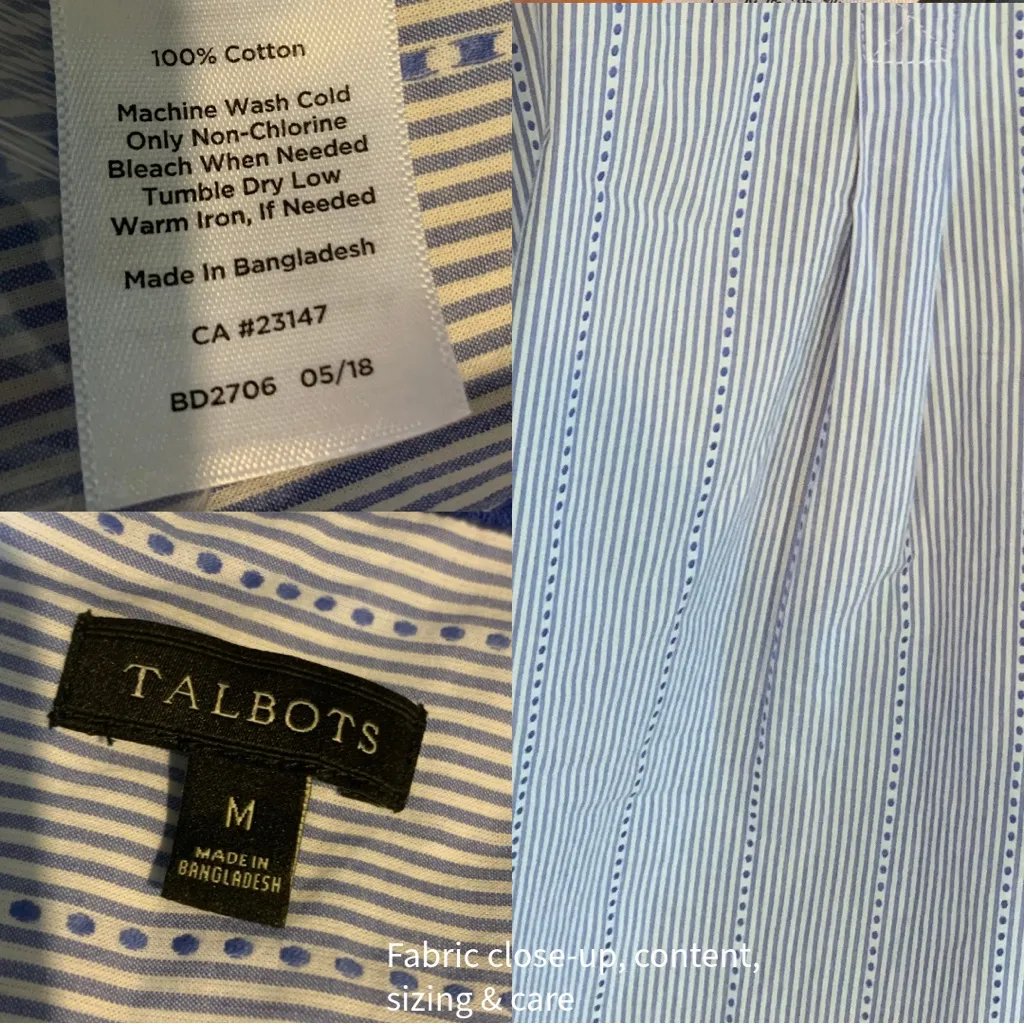 100% Cotton
Machine Wash Cold
Only Non-Chlorine
Bleach When Needed
Tumble Dry Low
Warm Iron, If Needed
Made In Bangladesh
CA #23147
BD2706 05/18
TALBOTS
M
MADE IN
BANGLADESH
Fabric close-up, content,
sizing & care